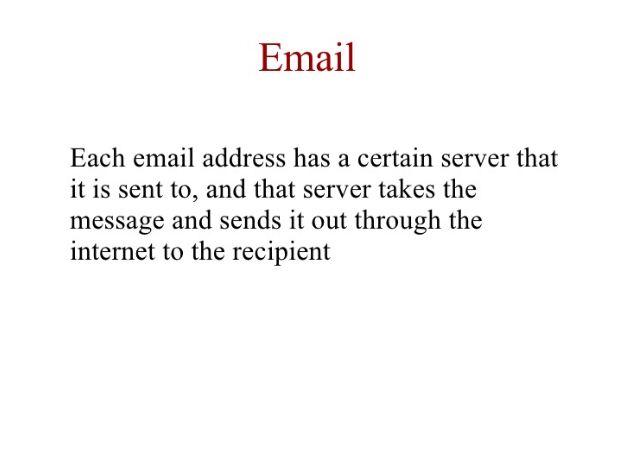 Email
Each email address has a certain server that
it is sent to, and that server takes the
message and sends it out through the
internet to the recipient